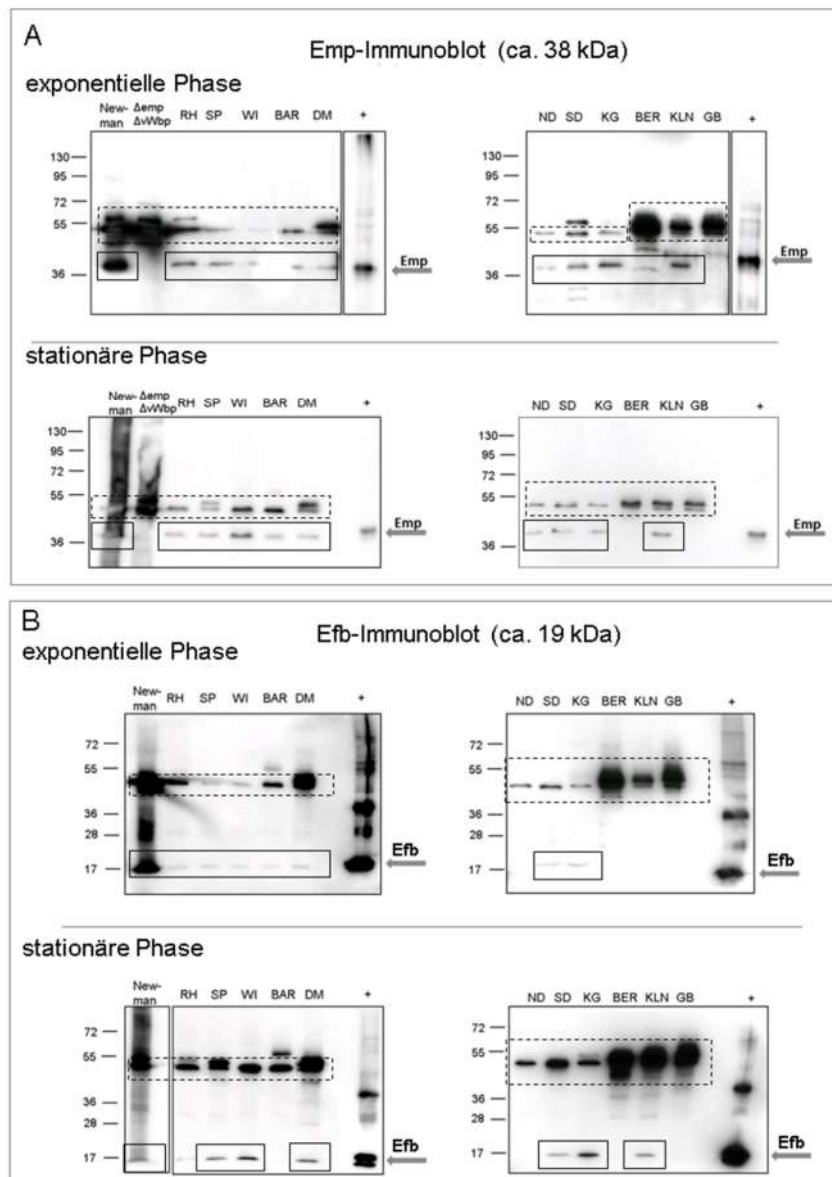 A
Emp-Immunoblot (ca. 38 kDa)
exponentielle Phase
New-
man
Δemp
ΔvWbp
RH SP WI BAR DM +
130
95
72
55
36
Emp
ND SD KG BER KLN GB +
130
95
72
55
36
Emp
stationäre Phase
New-
man
Δemp
ΔvWbp
RH SP WI BAR DM +
130
95
72
55
36
Emp
ND SD KG BER KLN GB +
130
95
72
55
36
Emp
B
Efb-Immunoblot (ca. 19 kDa)
exponentielle Phase
New-
man
RH SP WI BAR DM +
72
55
36
28
17
Efb
ND SD KG BER KLN GB +
72
55
36
28
17
Efb
stationäre Phase
New-
man
RH SP WI BAR DM +
72
55
36
28
17
Efb
ND SD KG BER KLN GB +
72
55
36
28
17
Efb